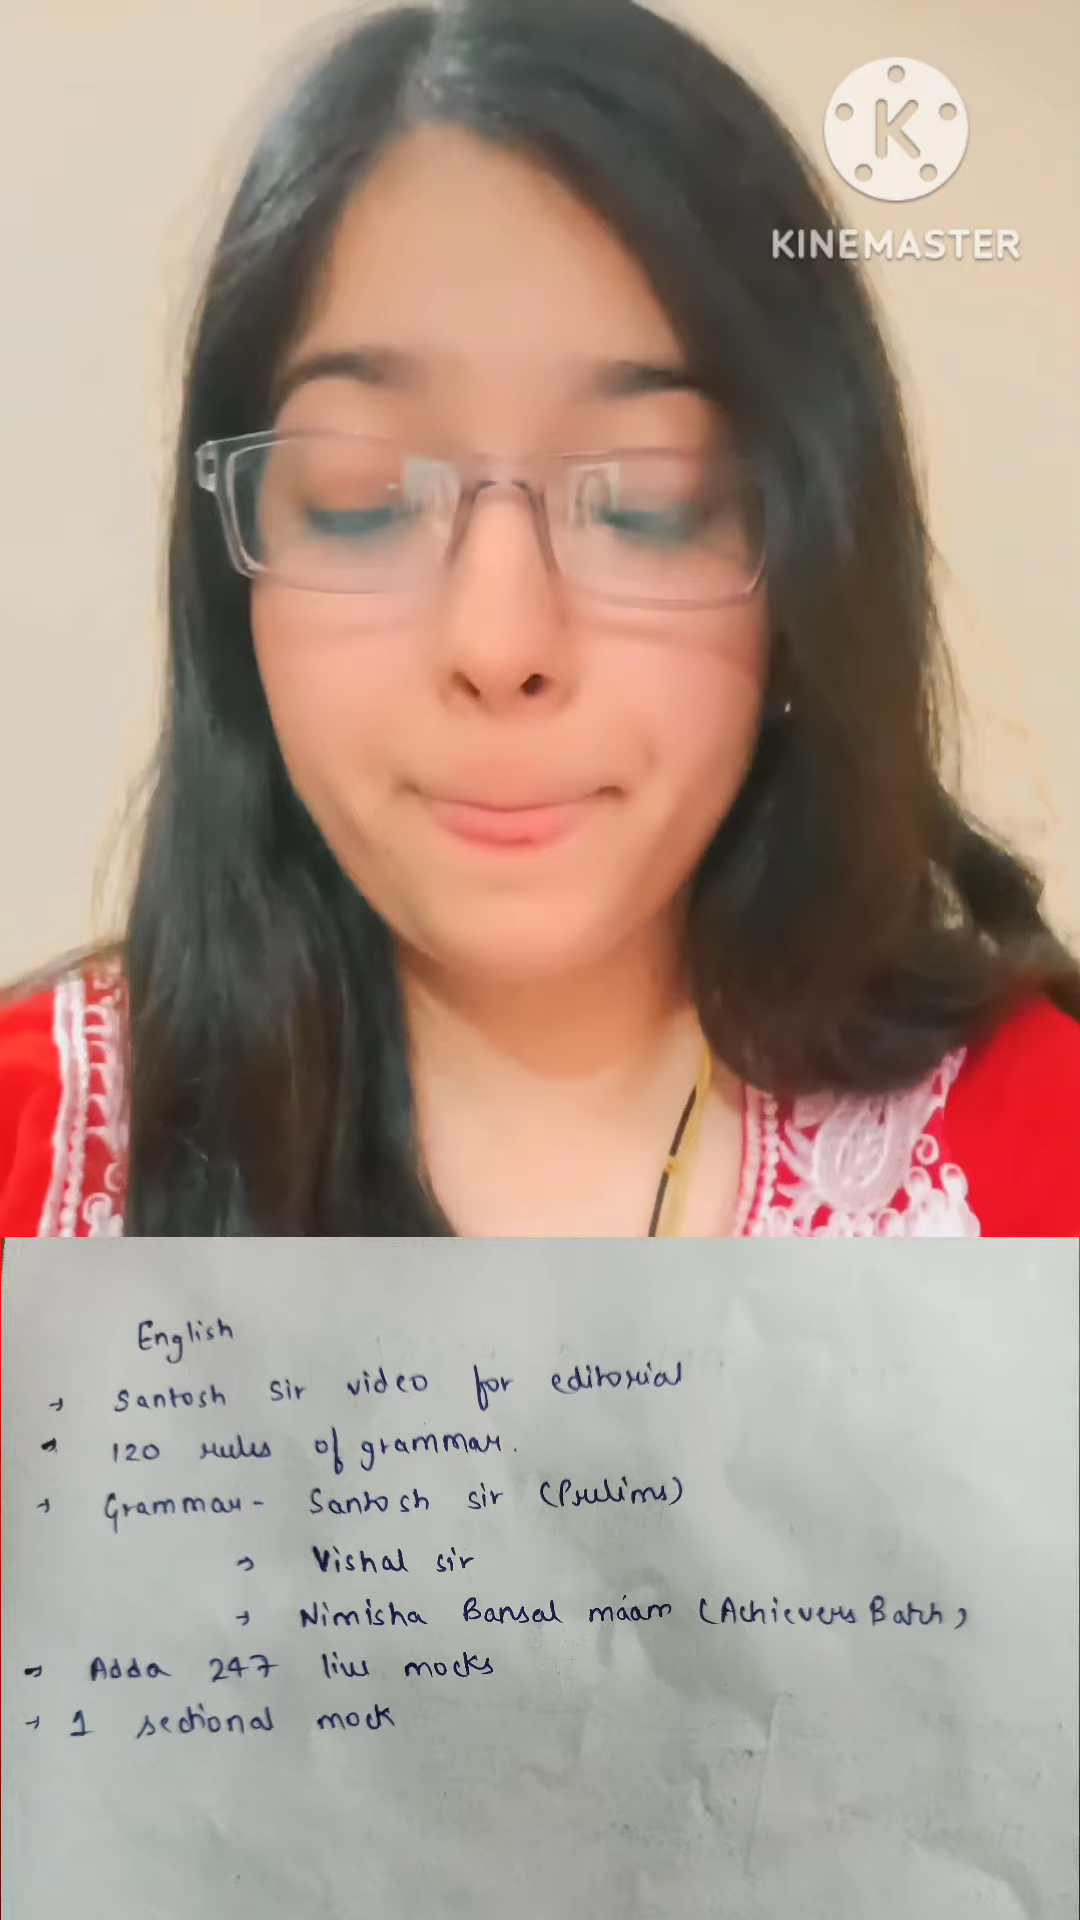 K
KINEMASTER
English
→ Santosh Sir video for editorial
→ 120 rules of grammar.
→ Grammar - Santosh sir (Prelims)
→ Vishal sir
→ Nimisha Bansal máam (Achievers Batch)
→ Adda 247 live mocks
→ 1 sectional mock